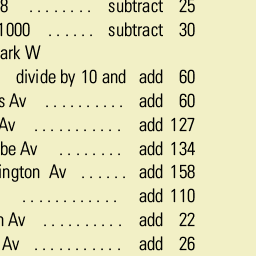 8 ........ subtract 25
1000 ...... subtract 30
ark W
divide by 10 and add 60
s Av .......... add 60
Av ........... add 127
be Av ........ add 134
ington Av ...... add 158
............ add 110
n Av .......... add 22
Av ........... add 26